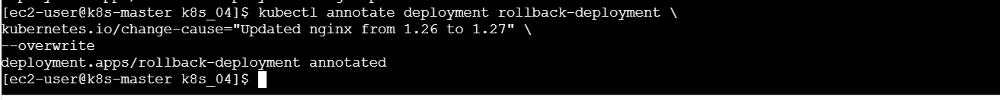 [ec2-user@k8s-master k8s_04]$ kubectl annotate deployment rollback-deployment \
kubernetes.io/change-cause="Updated nginx from 1.26 to 1.27" \
--overwrite
deployment.apps/rollback-deployment annotated
[ec2-user@k8s-master k8s_04]$